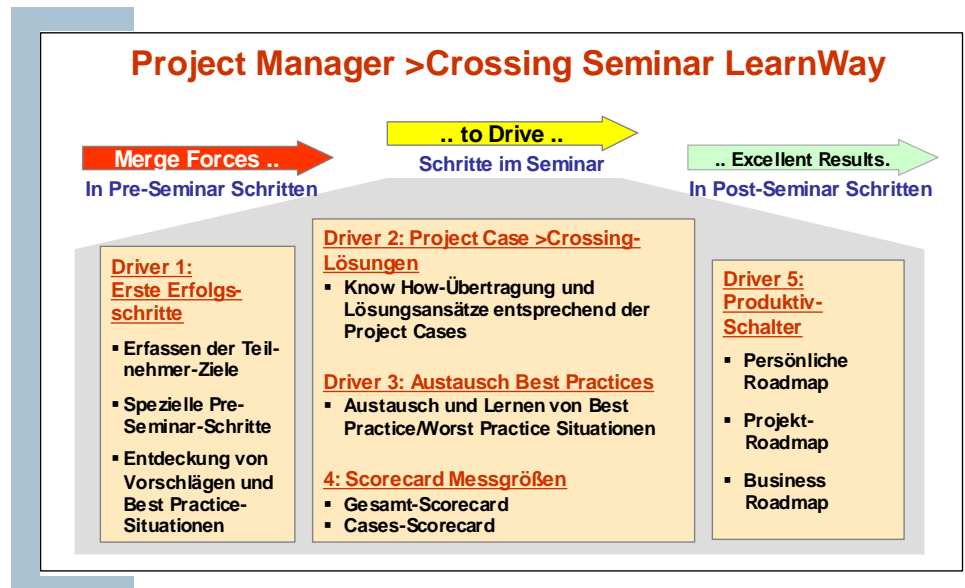 Project Manager >Crossing Seminar LearnWay
Merge Forces ..
In Pre-Seminar Schritten
.. to Drive ..
Schritte im Seminar
.. Excellent Results.
In Post-Seminar Schritten
Driver 1:
Erste Erfolgs-
schritte
▪ Erfassen der Teil-
nehmer-Ziele
▪ Spezielle Pre-
Seminar-Schritte
▪ Entdeckung von
Vorschlägen und
Best Practice-
Situationen
Driver 2: Project Case >Crossing-
Lösungen
▪ Know How-Übertragung und
Lösungsansätze entsprechend der
Project Cases
Driver 3: Austausch Best Practices
▪ Austausch und Lernen von Best
Practice/Worst Practice Situationen
4: Scorecard Messgrößen
▪ Gesamt-Scorecard
▪ Cases-Scorecard
Driver 5:
Produktiv-
Schalter
▪ Persönliche
Roadmap
▪ Projekt-
Roadmap
▪ Business
Roadmap